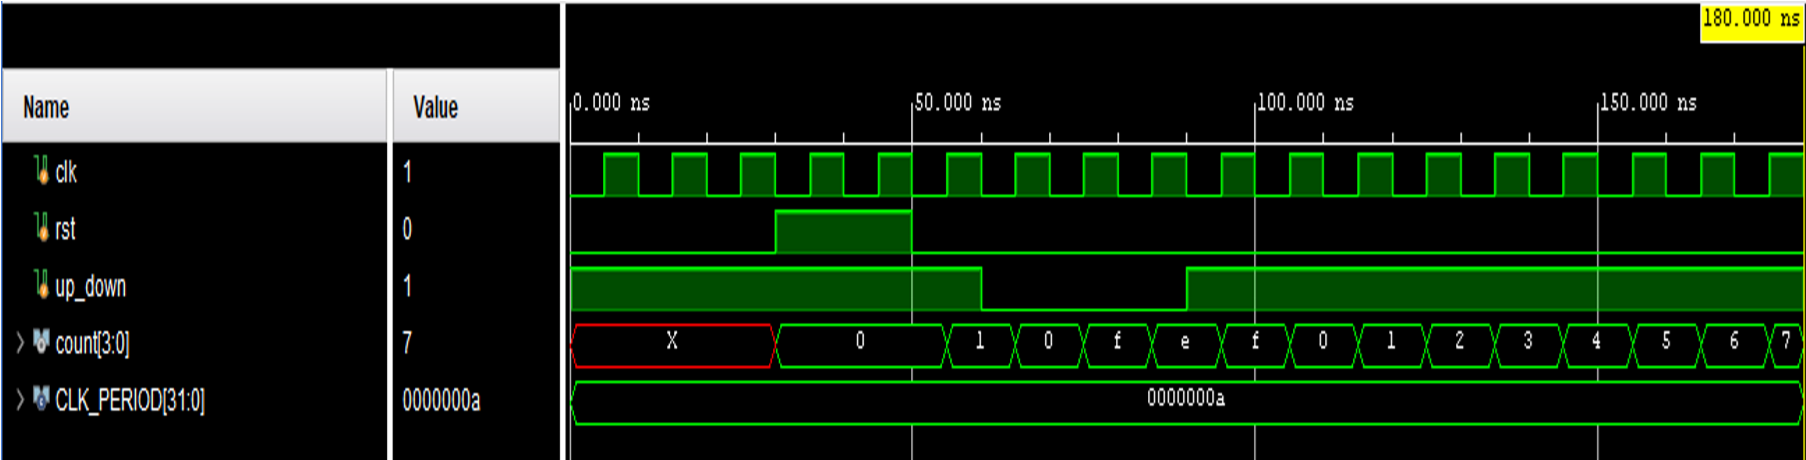 180.000 ns
Name Value 0.000 ns 50.000 ns 100.000 ns 150.000 ns
clk 1
rst 0
up_down 1
count[3:0] 7 X 0 1 0 f e f 0 1 2 3 4 5 6 7
CLK_PERIOD[31:0] 0000000a 0000000a